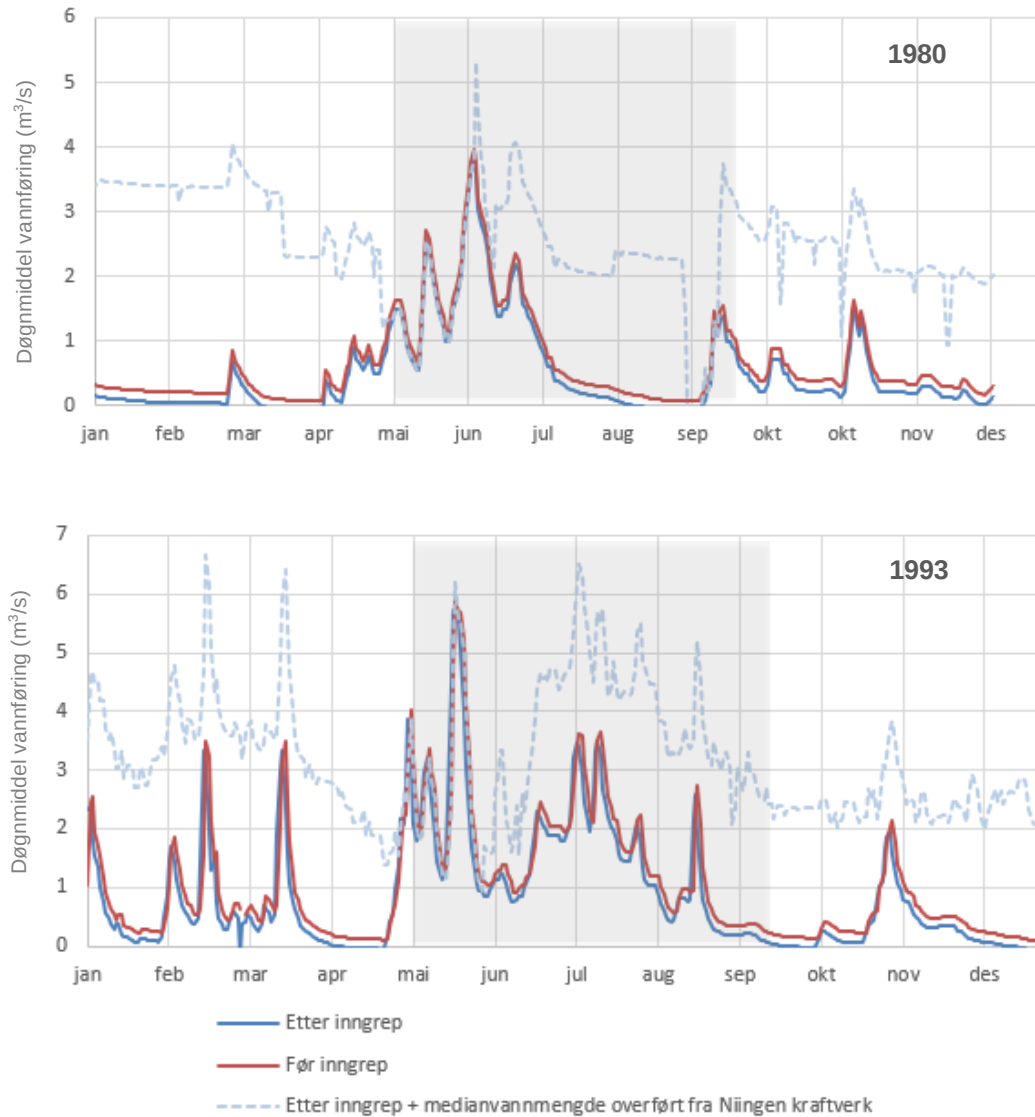 6
1980
5
4
3
2
1
0
Døgnmiddel vannføring (m³/s)
jan feb mar apr mai jun jul aug sep okt okt nov des
7
1993
6
5
4
3
2
1
0
Døgnmiddel vannføring (m³/s)
jan feb mar apr mai jun jul aug sep okt nov des
Etter inngrep
Før inngrep
Etter inngrep + medianvannmengde overført fra Niingen kraftverk